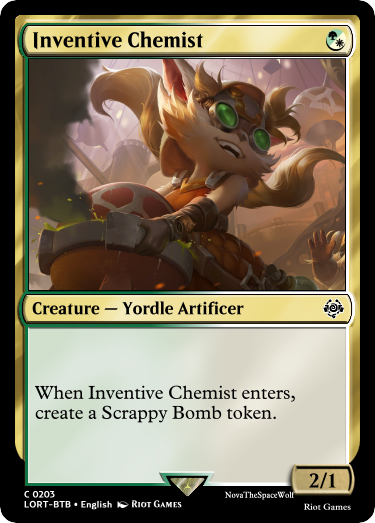 Inventive Chemist
Creature — Yordle Artificer
When Inventive Chemist enters,
create a Scrappy Bomb token.
2/1
C 0203
LORT-BTB • English RIOT GAMES
NovaTheSpaceWolf
Riot Games